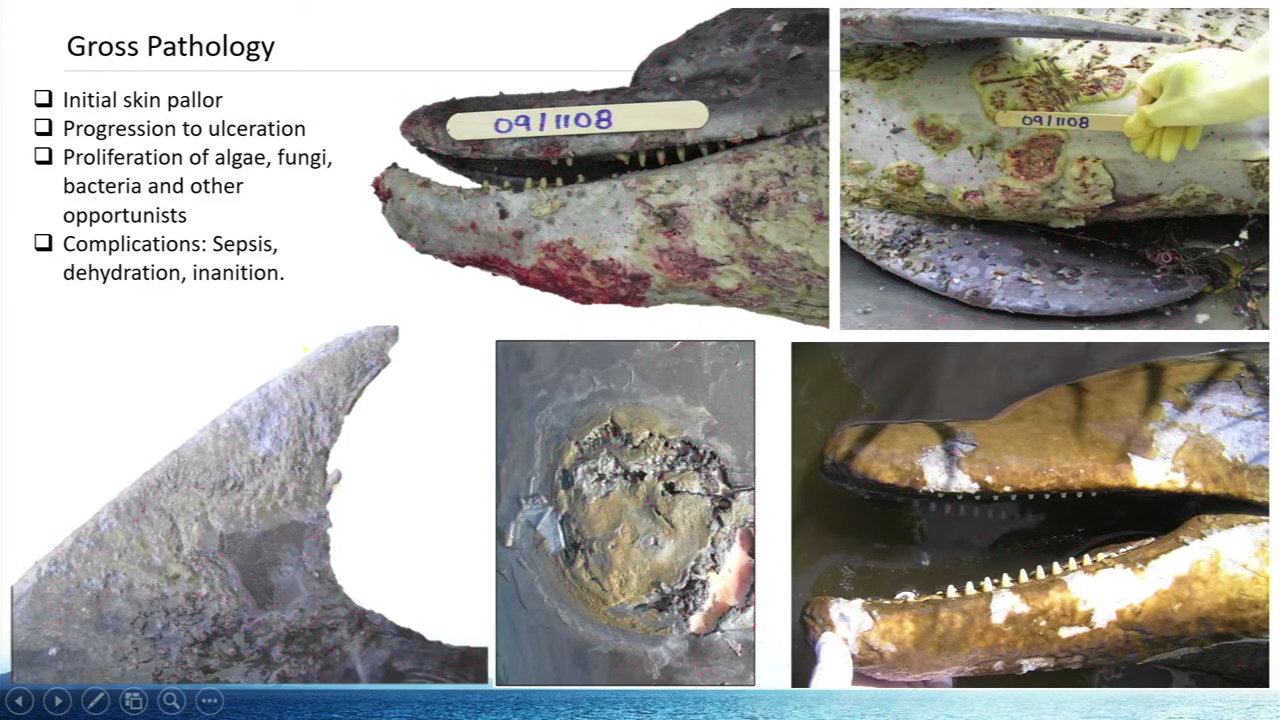 Gross Pathology
❑ Initial skin pallor
❑ Progression to ulceration
❑ Proliferation of algae, fungi,
bacteria and other
opportunists
❑ Complications: Sepsis,
dehydration, inanition.
091108
091108